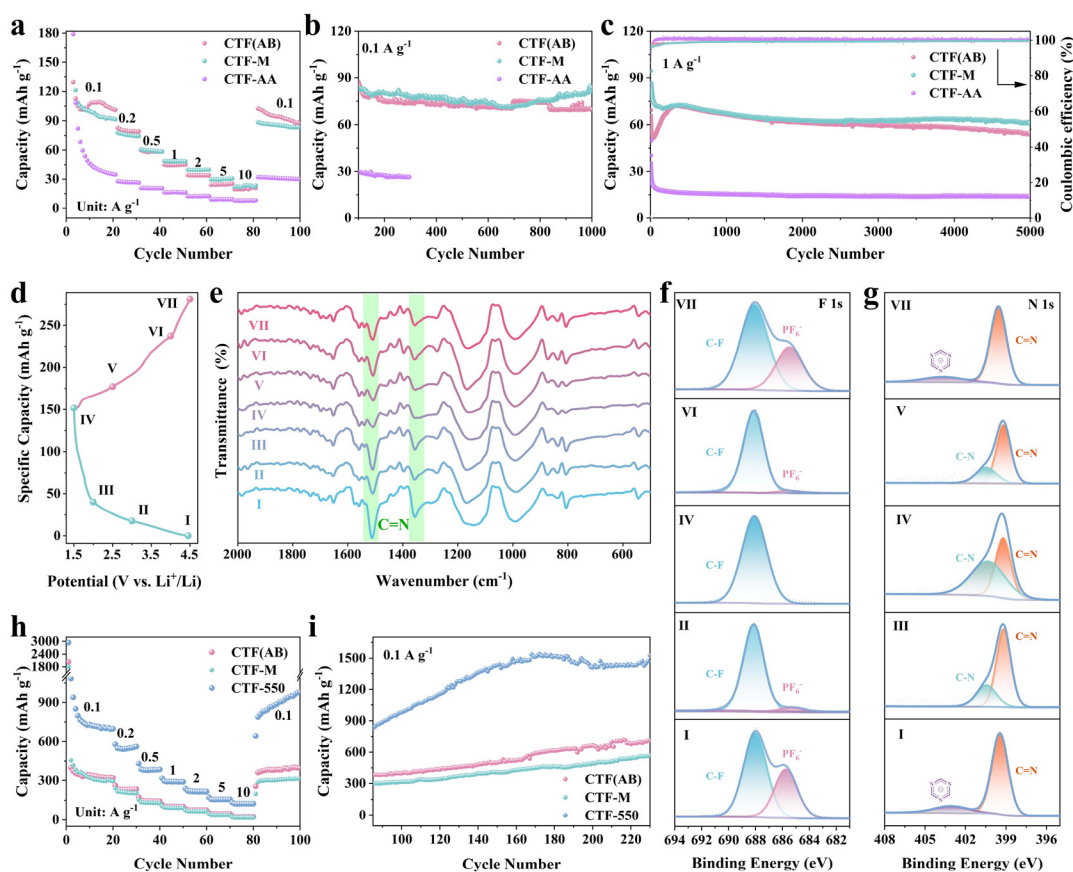 a
180
150
120
90
60
30
0
Capacity (mAh g⁻¹)
0.1
0.2
0.5
1
2
5
10
0.1
CTF(AB)
CTF-M
CTF-AA
Unit: A g⁻¹
0 20 40 60 80 100
Cycle Number
b
120
90
60
30
0
Capacity (mAh g⁻¹)
0.1 A g⁻¹
CTF(AB)
CTF-M
CTF-AA
200 400 600 800 1000
Cycle Number
c
120
90
60
30
0
Capacity (mAh g⁻¹)
1 A g⁻¹
CTF(AB)
CTF-M
CTF-AA
100
80
60
40
20
0
Coulombic efficiency (%)
0 1000 2000 3000 4000 5000
Cycle Number
d
250
200
150
100
50
0
Specific Capacity (mAh g⁻¹)
VII
VI
V
IV
III
II
I
1.5 2.5 3.5 4.5
Potential (V vs. Li⁺/Li)
e
Transmittance (%)
VII
VI
V
IV
III
II
I
C=N
2000 1800 1600 1400 1200 1000 800 600
Wavenumber (cm⁻¹)
f
VII
F 1s
C-F
PF₆⁻
VI
C-F
PF₆⁻
IV
C-F
II
C-F
PF₆⁻
I
C-F
PF₆⁻
694 692 690 688 686 684 682
Binding Energy (eV)
g
VII
N 1s
C=N
N
N
N
V
C-N
C=N
IV
C-N
C=N
III
C-N
C=N
I
C=N
N
N
N
408 405 402 399 396
Binding Energy (eV)
h
3000
2400
1800
900
600
300
0
Capacity (mAh g⁻¹)
CTF(AB)
CTF-M
CTF-550
0.1
0.2
0.5
1
2
5
10
0.1
Unit: A g⁻¹
0 20 40 60 80 100
Cycle Number
i
1500
1200
900
600
300
0
Capacity (mAh g⁻¹)
0.1 A g⁻¹
CTF(AB)
CTF-M
CTF-550
100 120 140 160 180 200 220
Cycle Number